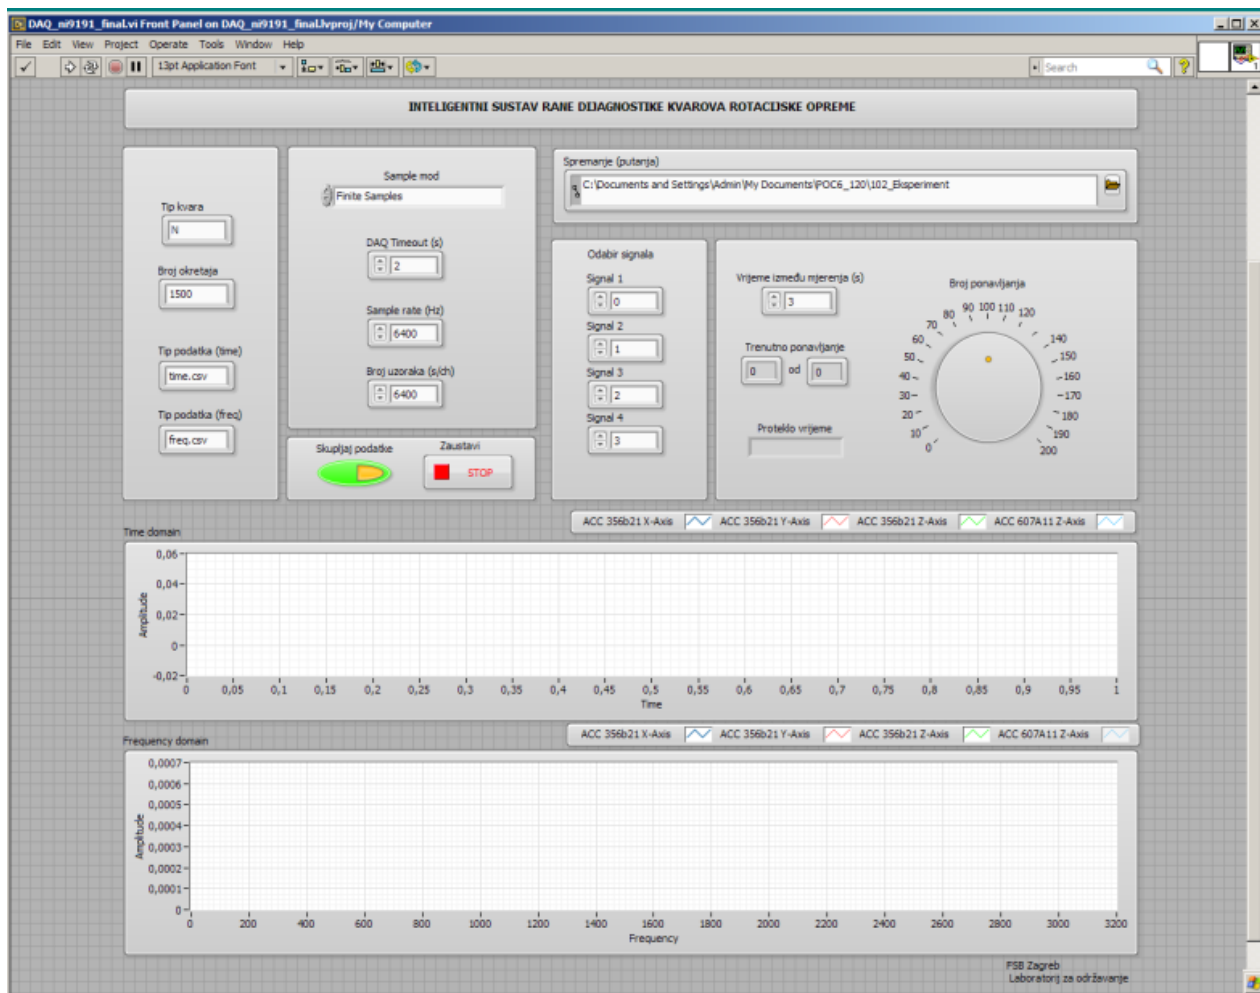 DAQ_ni9191_final.vi Front Panel on DAQ_ni9191_final.lvproj/My Computer
File Edit View Project Operate Tools Window Help
13pt Application Font
Search
1
INTELIGENTNI SUSTAV RANE DIJAGNOSTIKE KVAROVA ROTACIJSKE OPREME
Tip kvara
N
Broj okretaja
1500
Tip podatka (time)
time.csv
Tip podatka (freq)
freq.csv
Sample mod
Finite Samples
DAQ Timeout (s)
2
Sample rate (Hz)
6400
Broj uzoraka (s/ch)
6400
Skupljaj podatke
Zaustavi
STOP
Spremanje (putanja)
C:\Documents and Settings\Admin\My Documents\POC6_120\102_Eksperiment
Odabir signala
Signal 1
0
Signal 2
1
Signal 3
2
Signal 4
3
Vrijeme između mjerenja (s)
3
Trenutno ponavljanje
0 od 0
Proteklo vrijeme
Broj ponavljanja
0 10 20 30 40 50 60 70 80 90 100 110 120 140 150 160 170 180 190 200
Time domain
ACC 356b21 X-Axis ACC 356b21 Y-Axis ACC 356b21 Z-Axis ACC 607A11 Z-Axis
Amplitude
0,06
0,04
0,02
0
-0,02
0 0,05 0,1 0,15 0,2 0,25 0,3 0,35 0,4 0,45 0,5 0,55 0,6 0,65 0,7 0,75 0,8 0,85 0,9 0,95 1
Time
Frequency domain
ACC 356b21 X-Axis ACC 356b21 Y-Axis ACC 356b21 Z-Axis ACC 607A11 Z-Axis
Amplitude
0,0007
0,0006
0,0005
0,0004
0,0003
0,0002
0,0001
0
0 200 400 600 800 1000 1200 1400 1600 1800 2000 2200 2400 2600 2800 3000 3200
Frequency
FSB Zagreb
Laboratorij za održavanje